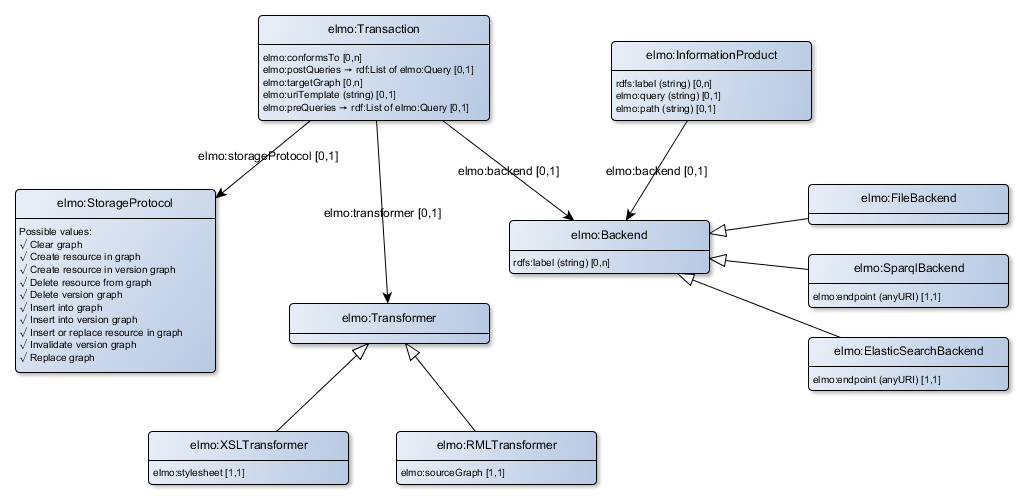 elmo:Transaction
elmo:conformsTo [0,n]
elmo:postQueries → rdf:List of elmo:Query [0,1]
elmo:targetGraph [0,n]
elmo:uriTemplate (string) [0,1]
elmo:preQueries → rdf:List of elmo:Query [0,1]
elmo:InformationProduct
rdfs:label (string) [0,n]
elmo:query (string) [0,1]
elmo:path (string) [0,1]
elmo:storageProtocol [0,1]
elmo:backend [0,1]
elmo:backend [0,1]
elmo:transformer [0,1]
elmo:StorageProtocol
Possible values:
√ Clear graph
√ Create resource in graph
√ Create resource in version graph
√ Delete resource from graph
√ Delete version graph
√ Insert into graph
√ Insert into version graph
√ Insert or replace resource in graph
√ Invalidate version graph
√ Replace graph
elmo:Backend
rdfs:label (string) [0,n]
elmo:FileBackend
elmo:SparqlBackend
elmo:endpoint (anyURI) [1,1]
elmo:ElasticSearchBackend
elmo:endpoint (anyURI) [1,1]
elmo:Transformer
elmo:XSLTransformer
elmo:stylesheet [1,1]
elmo:RMLTransformer
elmo:sourceGraph [1,1]